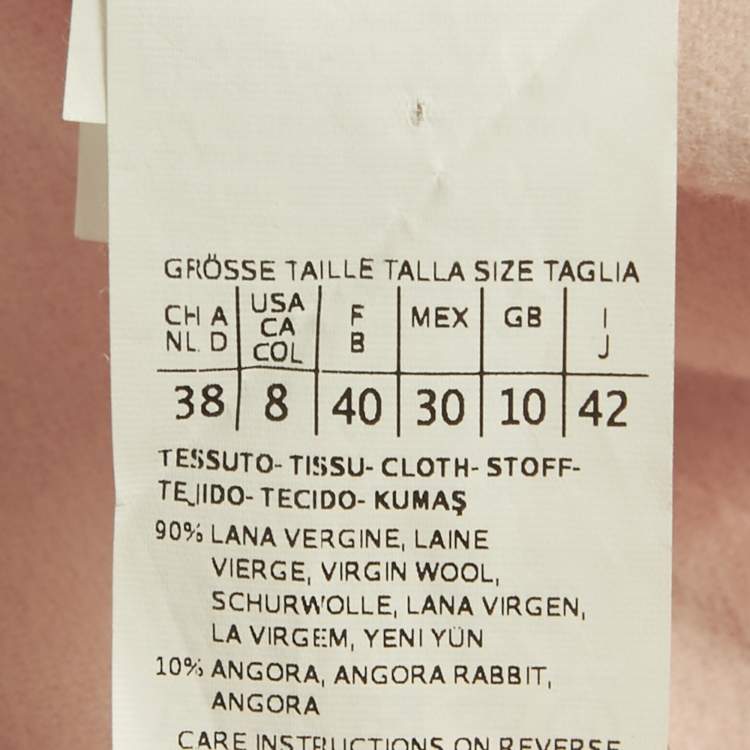 GRÖSSE TAILLE TALLA SIZE TAGLIA
CH A NL D | USA CA COL | F B | MEX | GB | I J
38 | 8 | 40 | 30 | 10 | 42
TESSUTO- TISSU- CLOTH- STOFF-
TEJIDO- TECIDO- KUMAŞ
90% LANA VERGINE, LAINE
VIERGE, VIRGIN WOOL,
SCHURWOLLE, LANA VIRGEN,
LA VIRGEM, YENI YÜN
10% ANGORA, ANGORA RABBIT,
ANGORA
CARE INSTRUCTIONS ON REVERSE